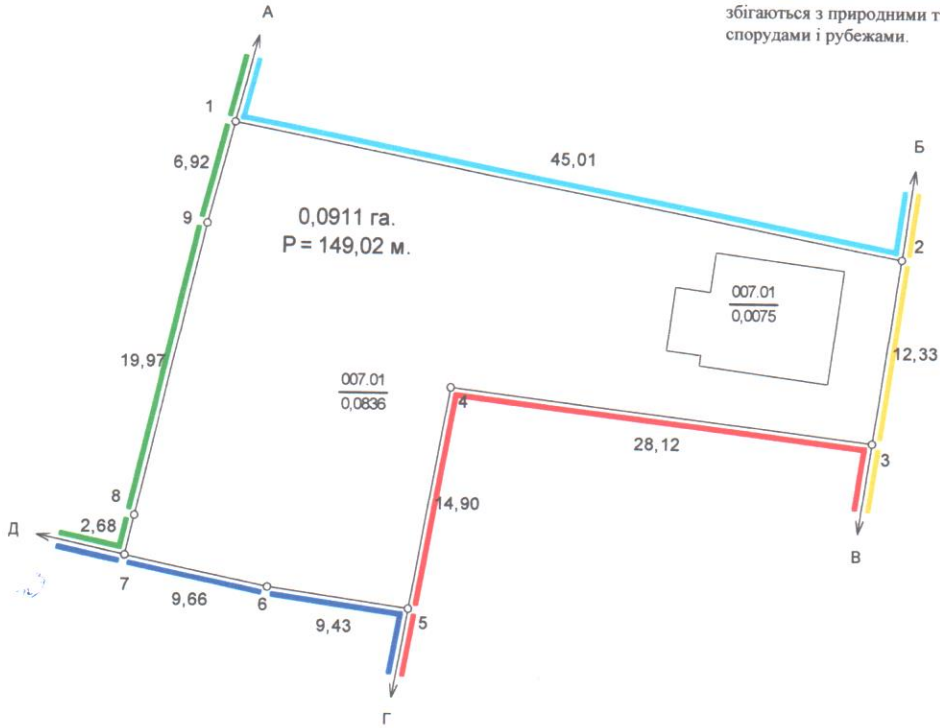 збігаються з природними т
спорудами і рубежами.
А
1
45,01
Б
6,92
2
9
0,0911 га.
Р = 149,02 м.
007.01
0,0075
12,33
19,97
007.01
0,0836
4
28,12
3
14,90
8
2,68
Д
В
7
9,66
6
9,43
5
Г